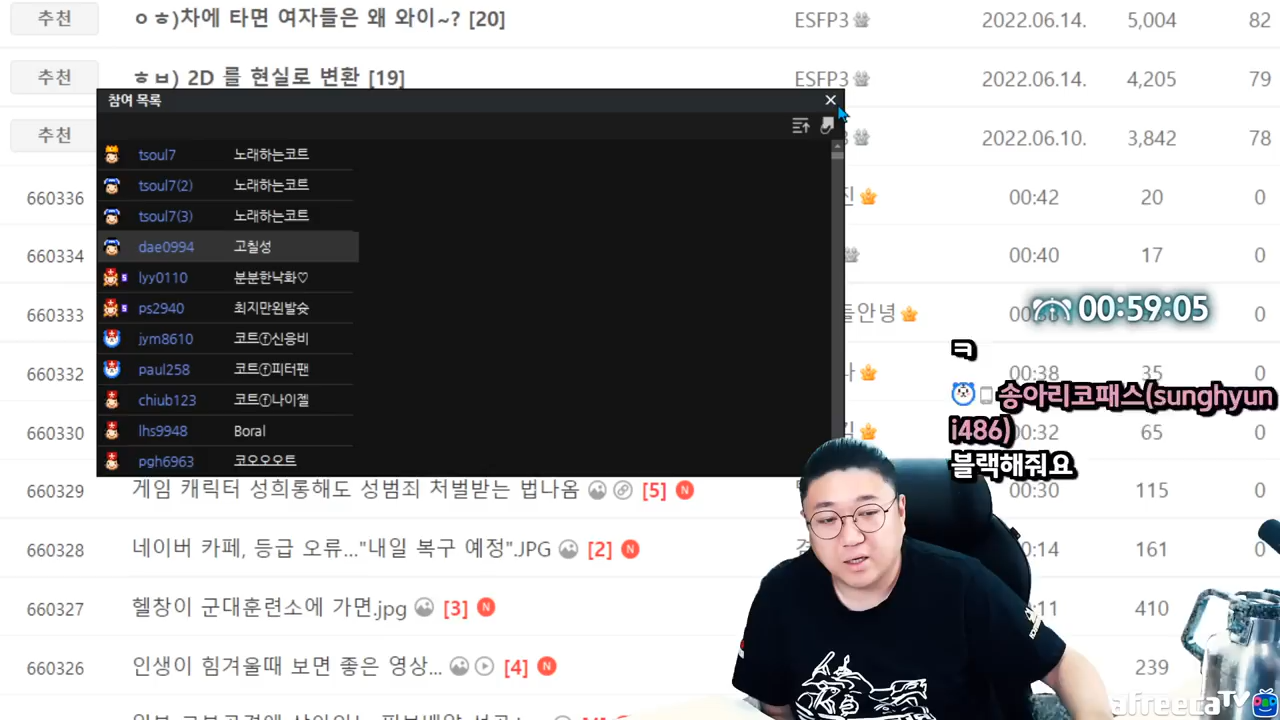 추천 ㅇㅎ)차에 타면 여자들은 왜 와이~? [20] ESFP3 2022.06.14. 5,004 82
추천 ㅎㅂ) 2D 를 현실로 변환 [19] ESFP3 2022.06.14. 4,205 79
추천 2022.06.10. 3,842 78
참여 목록
tsoul7 노래하는코트
tsoul7(2) 노래하는코트
tsoul7(3) 노래하는코트
dae0994 고칠성
lyy0110 분분한낙화♡
ps2940 최지만왼발슛
jym8610 코트ⓕ신응비
paul258 코트ⓕ피터팬
chiub123 코트ⓕ나이젤
lhs9948 Boral
pgh6963 코오오오트
660336 진 00:42 20 0
660334 00:40 17 0
660333 들안녕 0
660332 00:38 35 0
660330 00:32 65 0
660329 게임 캐릭터 성희롱해도 성범죄 처벌받는 법나옴 [5] N 00:30 115 0
660328 네이버 카페, 등급 오류..."내일 복구 예정".JPG [2] N :14 161 0
660327 헬창이 군대훈련소에 가면.jpg [3] N :11 410
660326 인생이 힘겨울때 보면 좋은 영상... [4] N 239
00:59:05
ㅋ
송아리코패스(sunghyun
i486)
블랙해줘요
afreecaTV